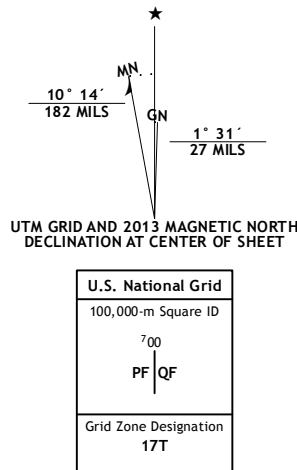 ★
MN
GN
10° 14´
182 MILS
1° 31´
27 MILS
UTM GRID AND 2013 MAGNETIC NORTH
DECLINATION AT CENTER OF SHEET
U.S. National Grid
100,000-m Square ID
⁷00
PF QF
Grid Zone Designation
17T